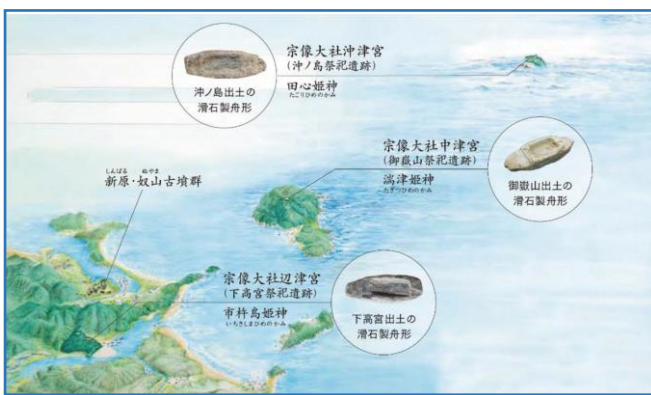 宗像大社沖津宮
(沖ノ島祭祀遺跡)
田心姫神
たごりひめのかみ
沖ノ島出土の
滑石製舟形
宗像大社中津宮
(御嶽山祭祀遺跡)
湍津姫神
たぎつひめのかみ
御嶽山出土の
滑石製舟形
しんばる ぬやま
新原・奴山古墳群
宗像大社辺津宮
(下高宮祭祀遺跡)
市杵島姫神
いちきしまひめのかみ
下高宮出土の
滑石製舟形